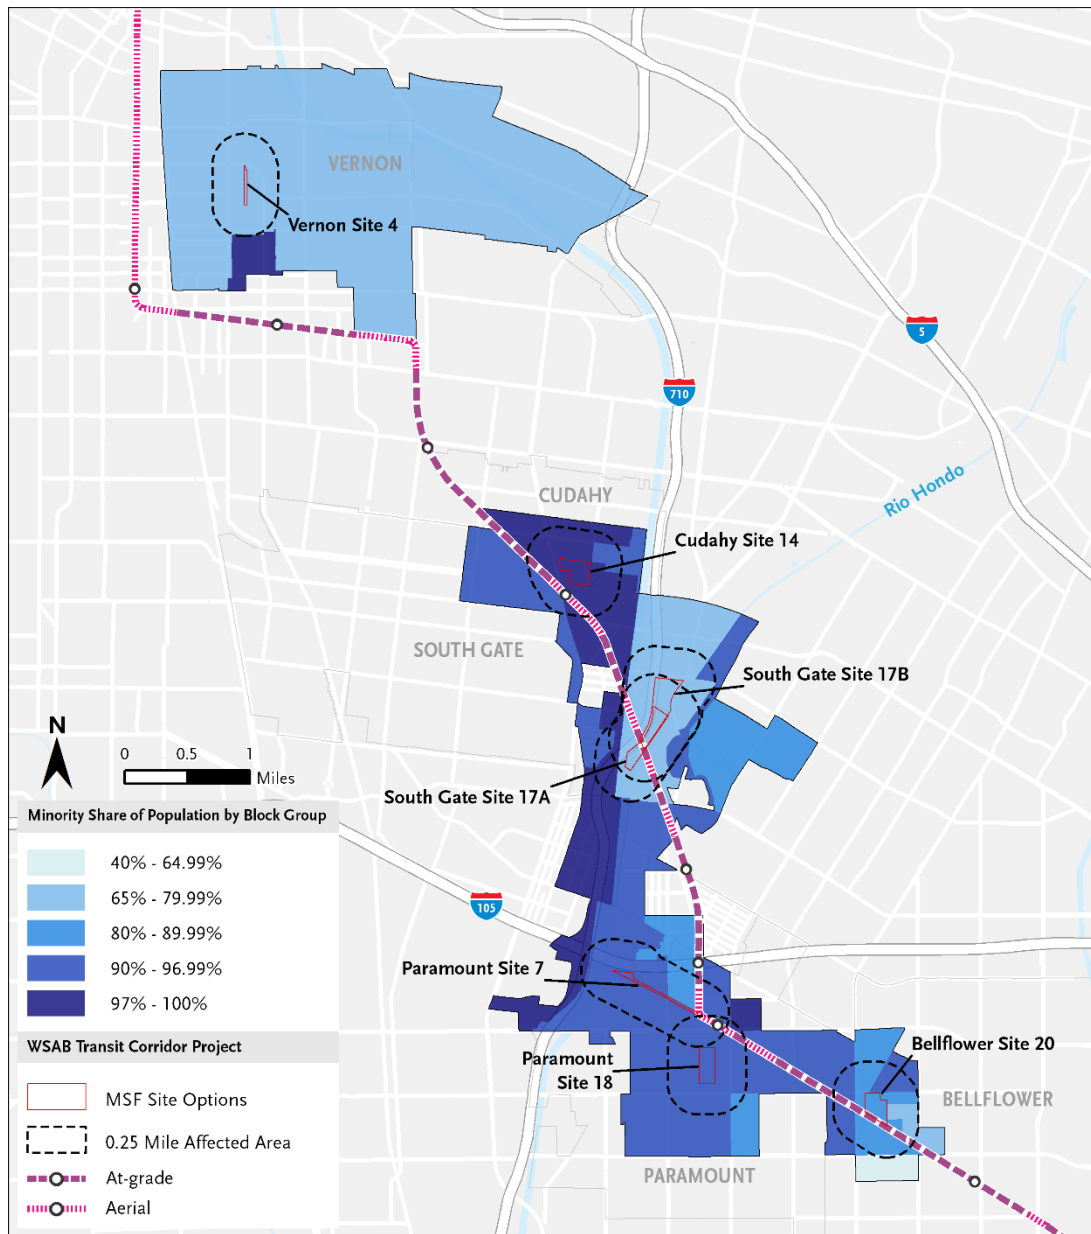 VERNON
Vernon Site 4
5
710
Rio Hondo
CUDAHY
Cudahy Site 14
SOUTH GATE
South Gate Site 17B
N
0 0.5 1
Miles
South Gate Site 17A
Minority Share of Population by Block Group
40% - 64.99%
65% - 79.99%
80% - 89.99%
90% - 96.99%
97% - 100%
105
Paramount Site 7
Paramount
Site 18
Bellflower Site 20
BELLFLOWER
PARAMOUNT
WSAB Transit Corridor Project
MSF Site Options
0.25 Mile Affected Area
At-grade
Aerial